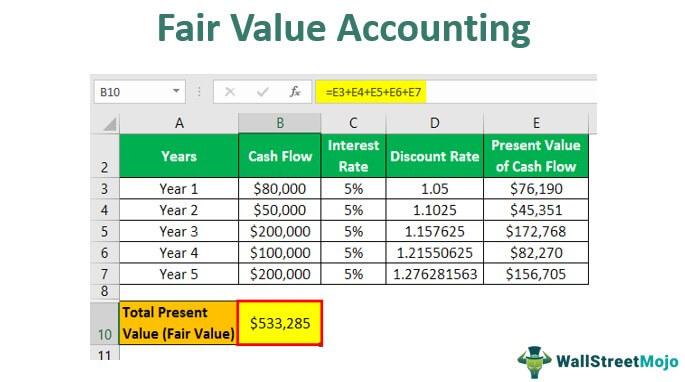 Fair Value Accounting
B10 fx =E3+E4+E5+E6+E7
A B C D E
2 Years Cash Flow Interest Rate Discount Rate Present Value of Cash Flow
3 Year 1 $80,000 5% 1.05 $76,190
4 Year 2 $50,000 5% 1.1025 $45,351
5 Year 3 $200,000 5% 1.157625 $172,768
6 Year 4 $100,000 5% 1.21550625 $82,270
7 Year 5 $200,000 5% 1.276281563 $156,705
8
10 Total Present Value (Fair Value) $533,285
11
WallStreetMojo